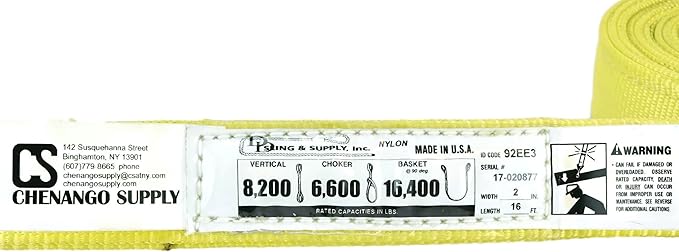 CS
142 Susquehanna Street
Binghamton, NY 13901
(607)779-8665 phone
chenangosupply@csatny.com
chenangosupply.com
CHENANGO SUPPLY
SLING & SUPPLY, Inc.
NYLON
MADE IN U.S.A.
VERTICAL CHOKER BASKET
@ 90 deg
8,200 6,600 16,400
RATED CAPACITIES IN LBS.
ID CODE 92EE3
SERIAL #
17-020877
WIDTH 2 IN.
LENGTH 16 FT.
WARNING
• CAN FAIL IF DAMAGED OR
OVERLOADED. OBSERVE
RATED CAPACITY, DEATH
OR INJURY CAN OCCUR
FROM IMPROPER USE OR
MAINTENANCE. SEE REVERSE
FOR ADDITIONAL CAUTIONS.